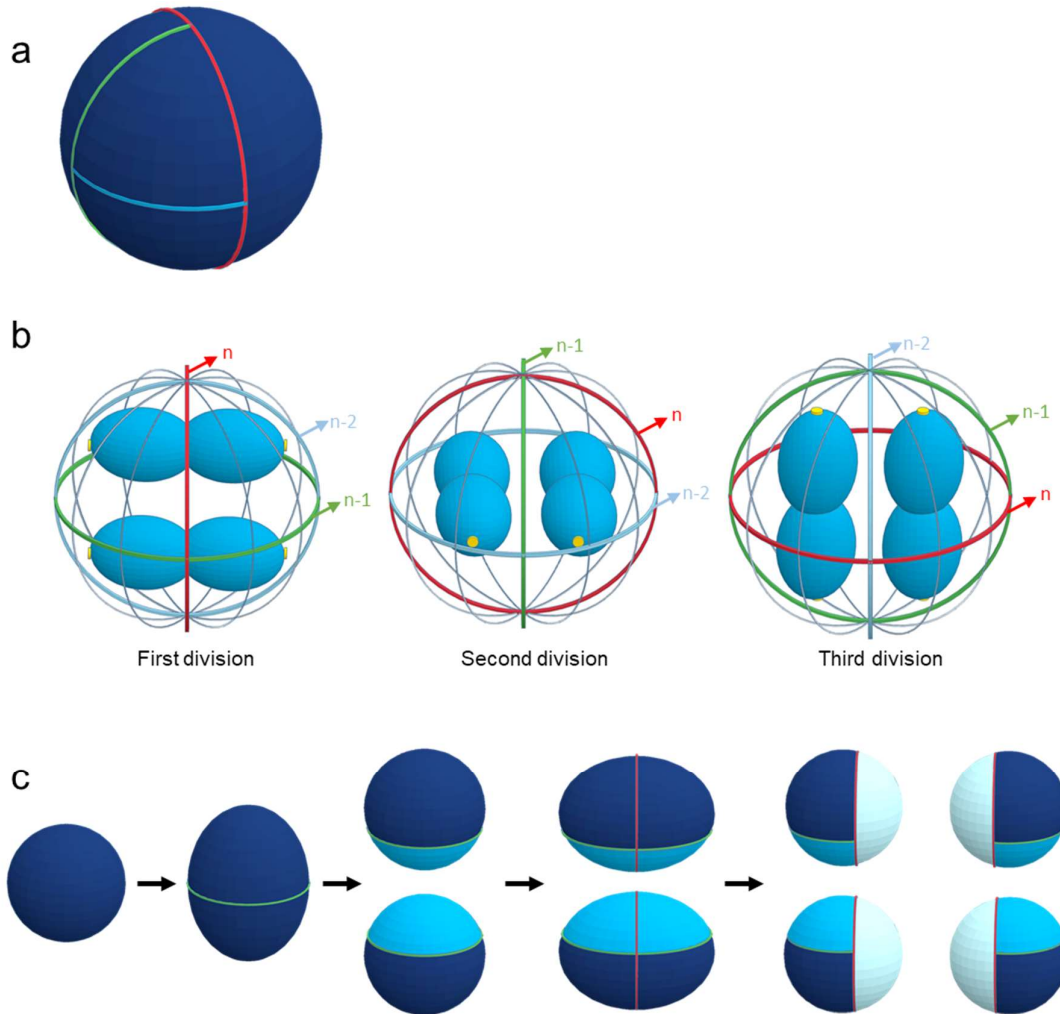 a
b
n
n-2
n-1
First division
n-1
n
n-2
Second division
n-2
n-1
n
Third division
c